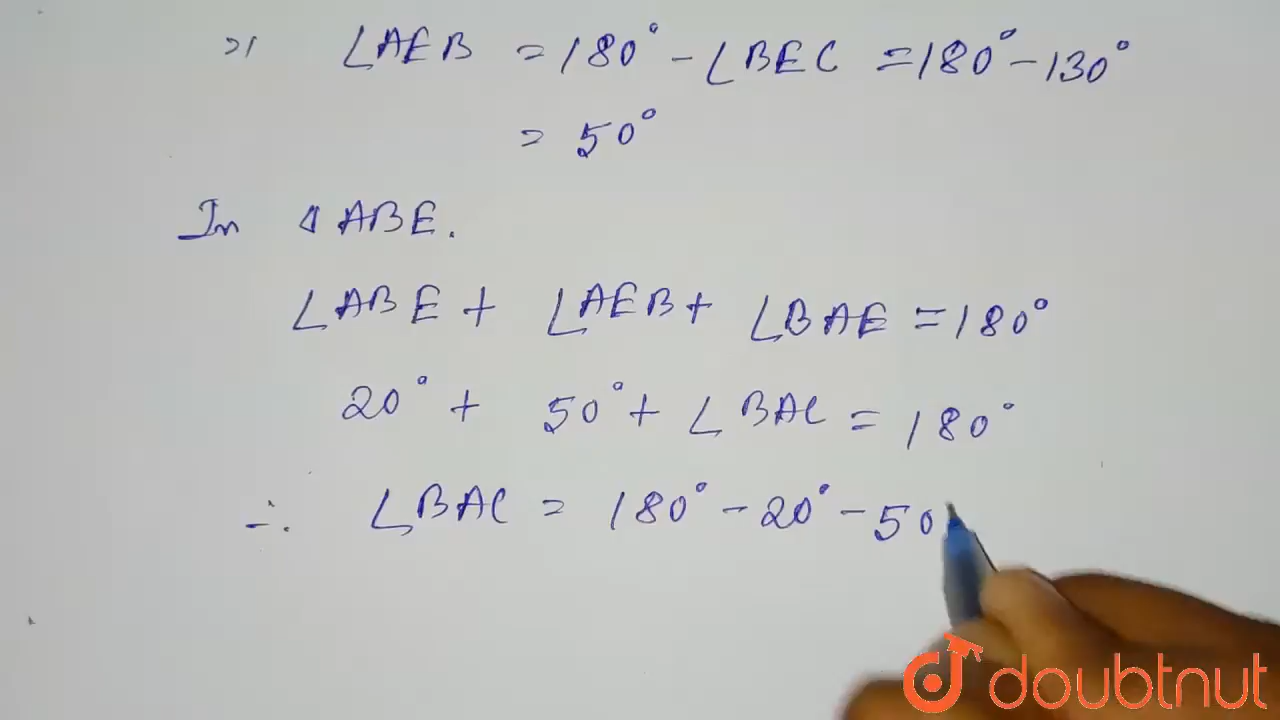 ⇒ ∠AEB = 180° - ∠BEC = 180° - 130°
= 50°
In ΔABE.
∠ABE + ∠AEB + ∠BAE = 180°
20° + 50° + ∠BAC = 180°
∴ ∠BAC = 180° - 20° - 50
doubtnut